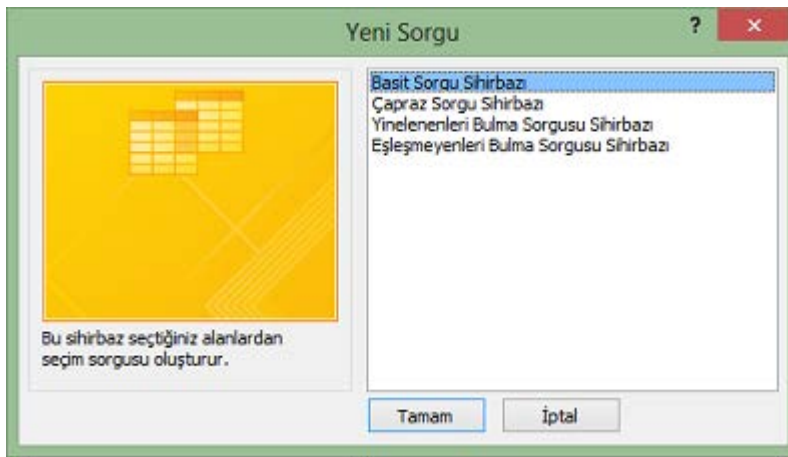 Yeni Sorgu
?
Basit Sorgu Sihirbazı
Çapraz Sorgu Sihirbazı
Yinelenenleri Bulma Sorgusu Sihirbazı
Eşleşmeyenleri Bulma Sorgusu Sihirbazı
Bu sihirbaz seçtiğiniz alanlardan
seçim sorgusu oluşturur.
Tamam
İptal